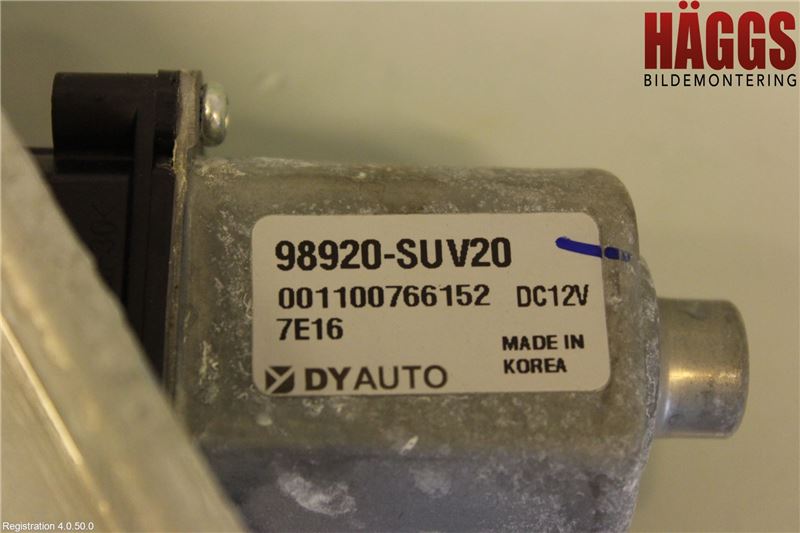 HÄGGS
BILDEMONTERING
98920-SUV20
001100766152 DC12V
7E16
MADE IN
KOREA
DYAUTO
Registration 4.0.50.0